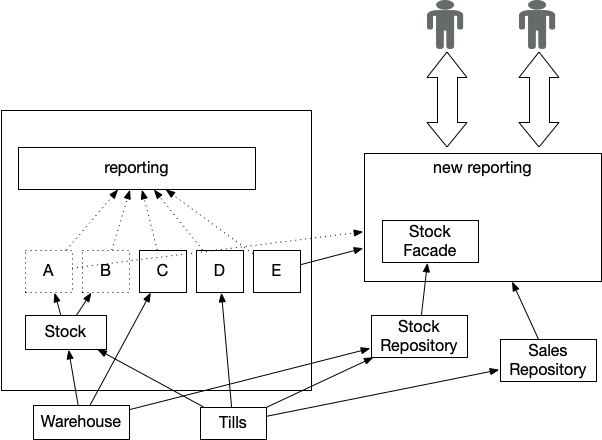 new reporting
reporting
Stock
Facade
A
B
C
D
E
Stock
Stock
Repository
Sales
Repository
Warehouse
Tills